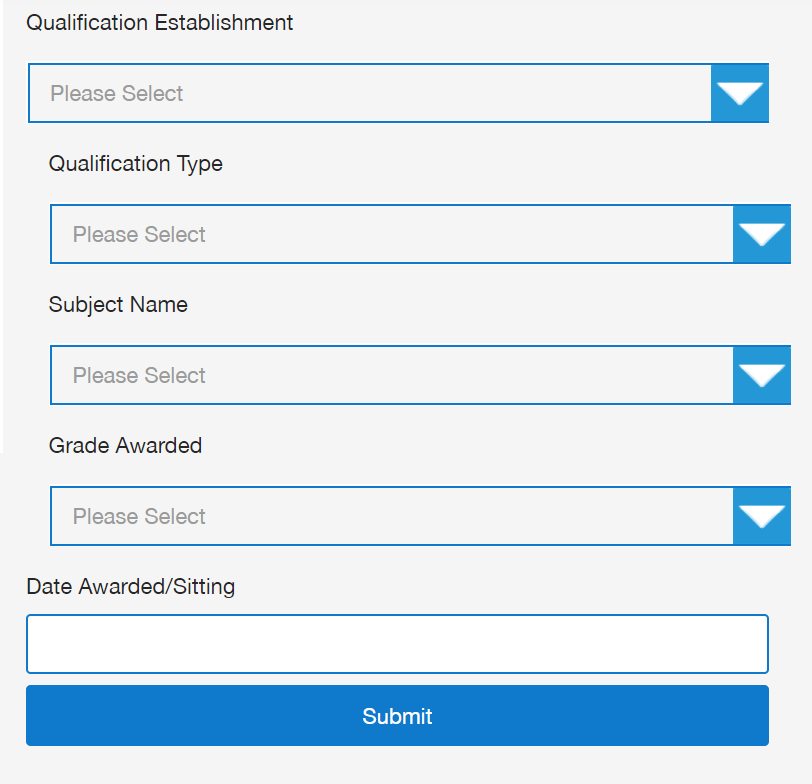 Qualification Establishment
Please Select
Qualification Type
Please Select
Subject Name
Please Select
Grade Awarded
Please Select
Date Awarded/Sitting
Submit